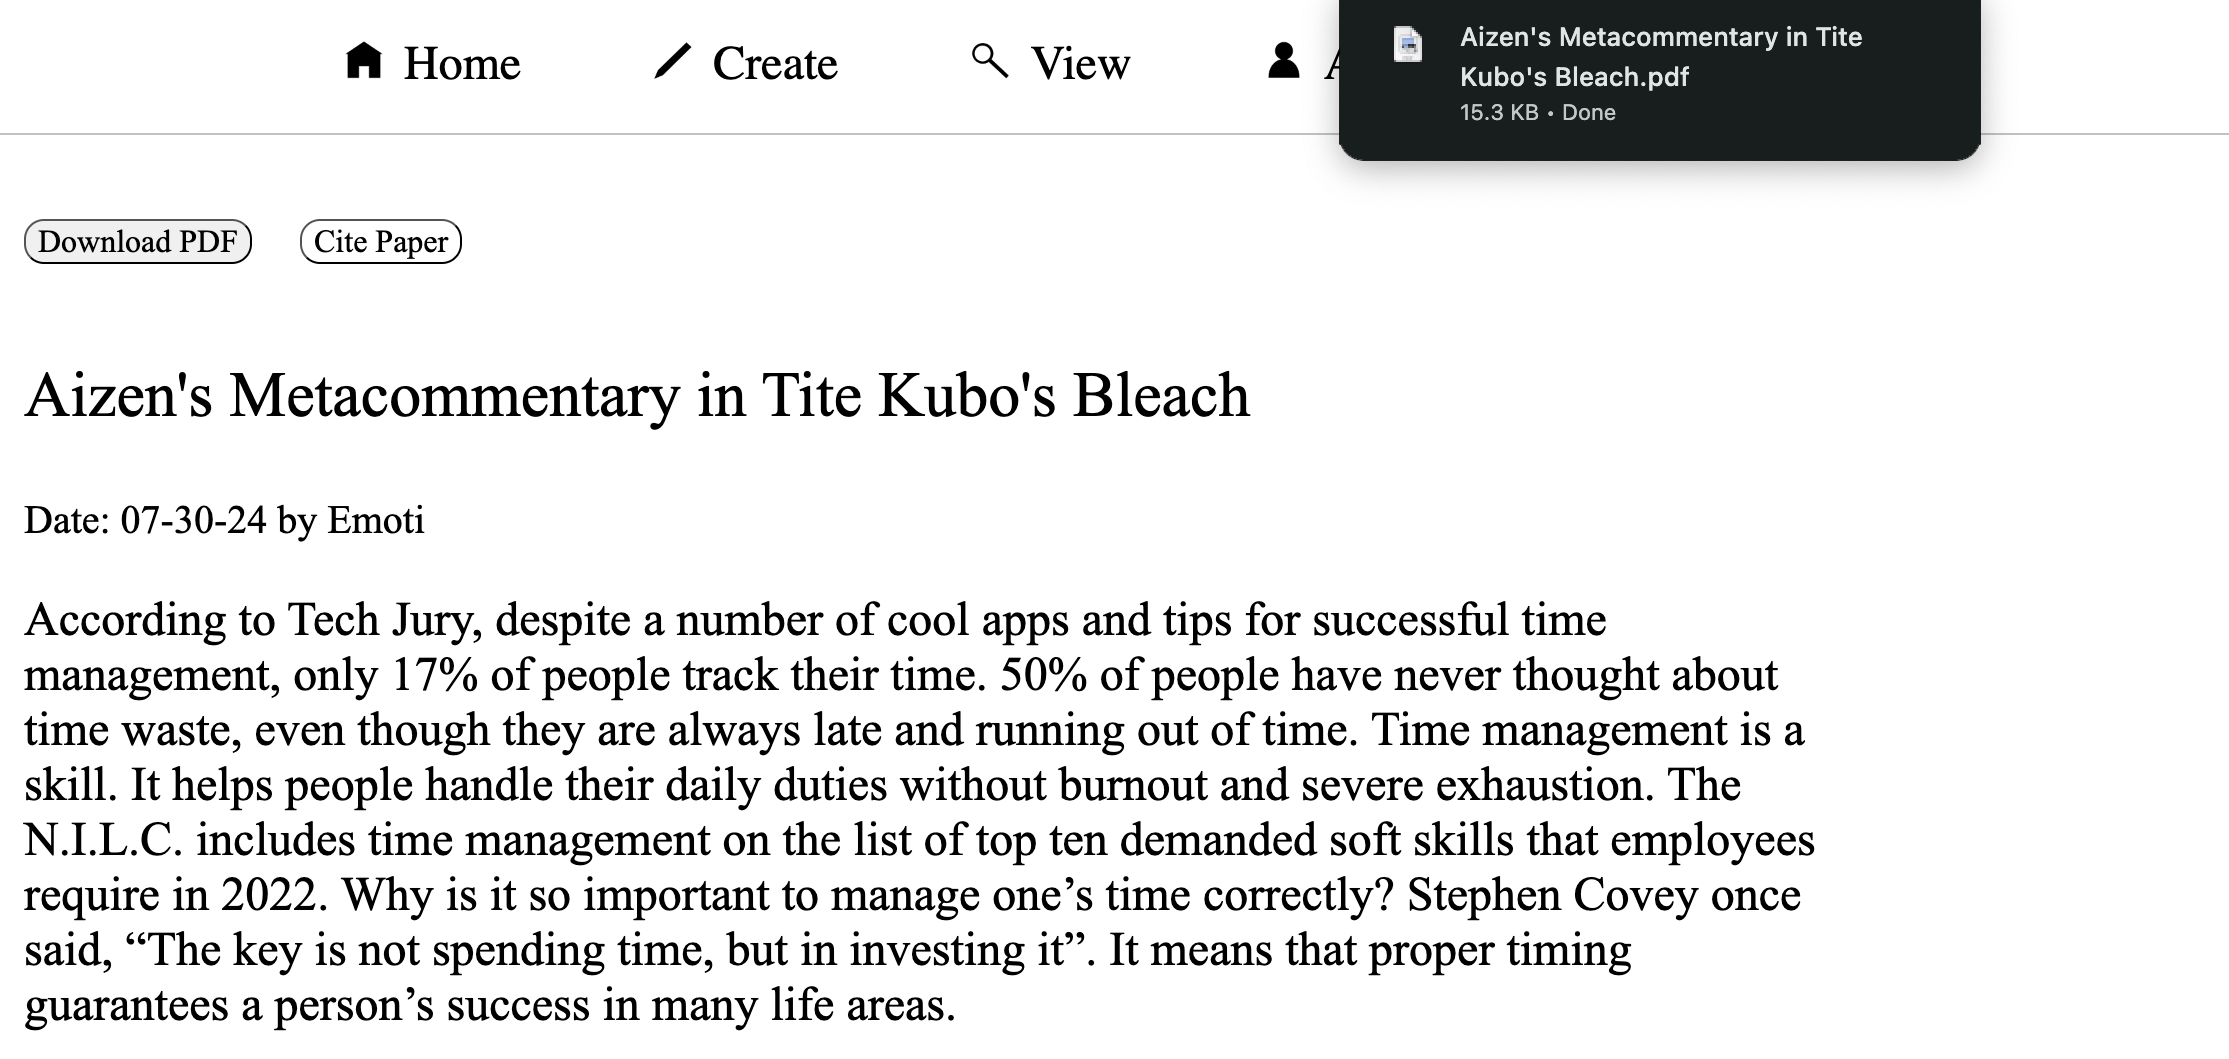 Home Create View
Aizen's Metacommentary in Tite
Kubo's Bleach.pdf
15.3 KB • Done
Download PDF Cite Paper
Aizen's Metacommentary in Tite Kubo's Bleach
Date: 07-30-24 by Emoti
According to Tech Jury, despite a number of cool apps and tips for successful time
management, only 17% of people track their time. 50% of people have never thought about
time waste, even though they are always late and running out of time. Time management is a
skill. It helps people handle their daily duties without burnout and severe exhaustion. The
N.I.L.C. includes time management on the list of top ten demanded soft skills that employees
require in 2022. Why is it so important to manage one’s time correctly? Stephen Covey once
said, “The key is not spending time, but in investing it”. It means that proper timing
guarantees a person’s success in many life areas.